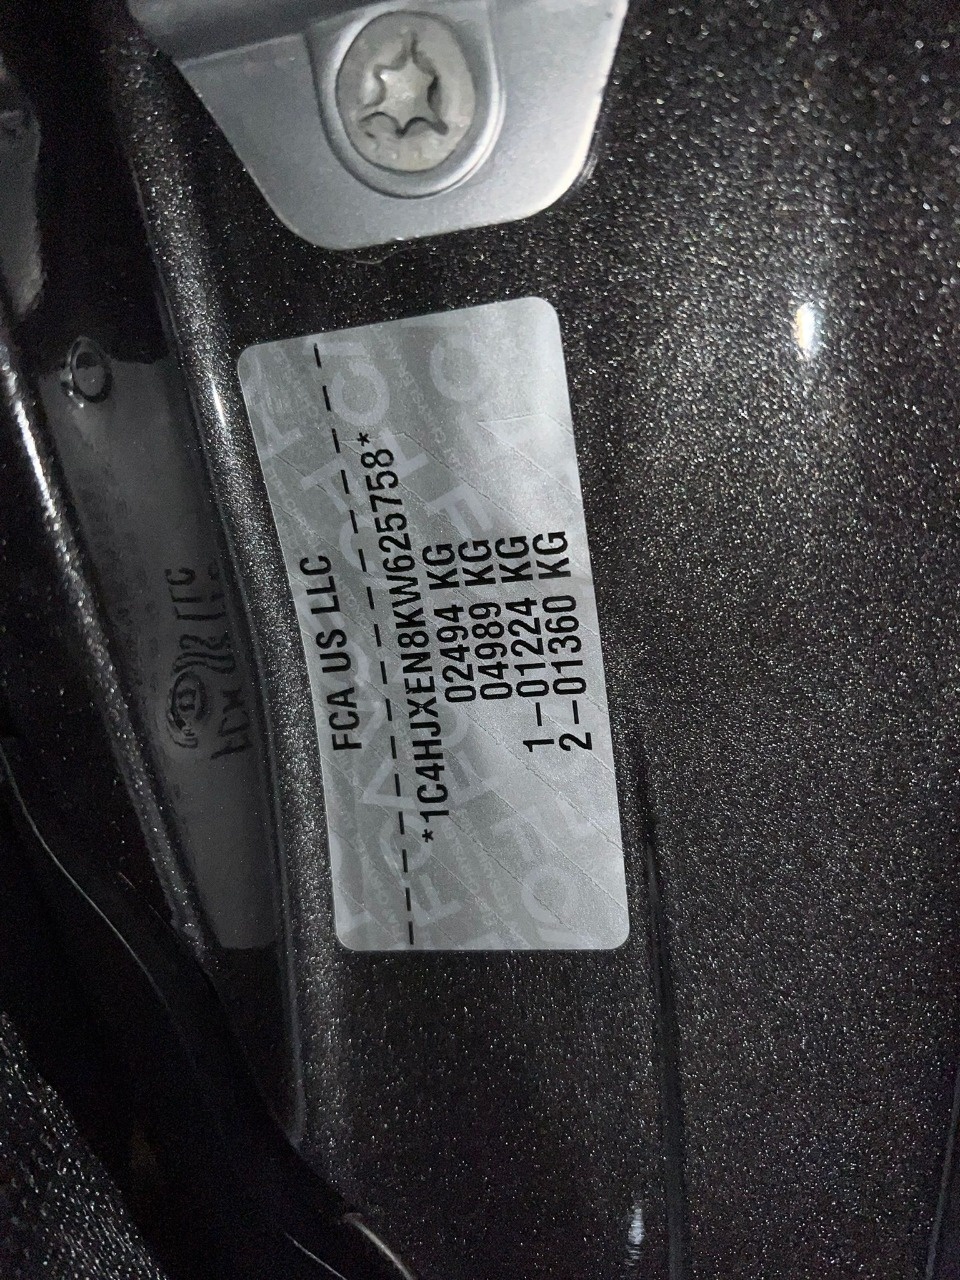 FCA US LLC
*1C4HJXEN8KW625758*
02494 KG
04989 KG
1-01224 KG
2-01360 KG